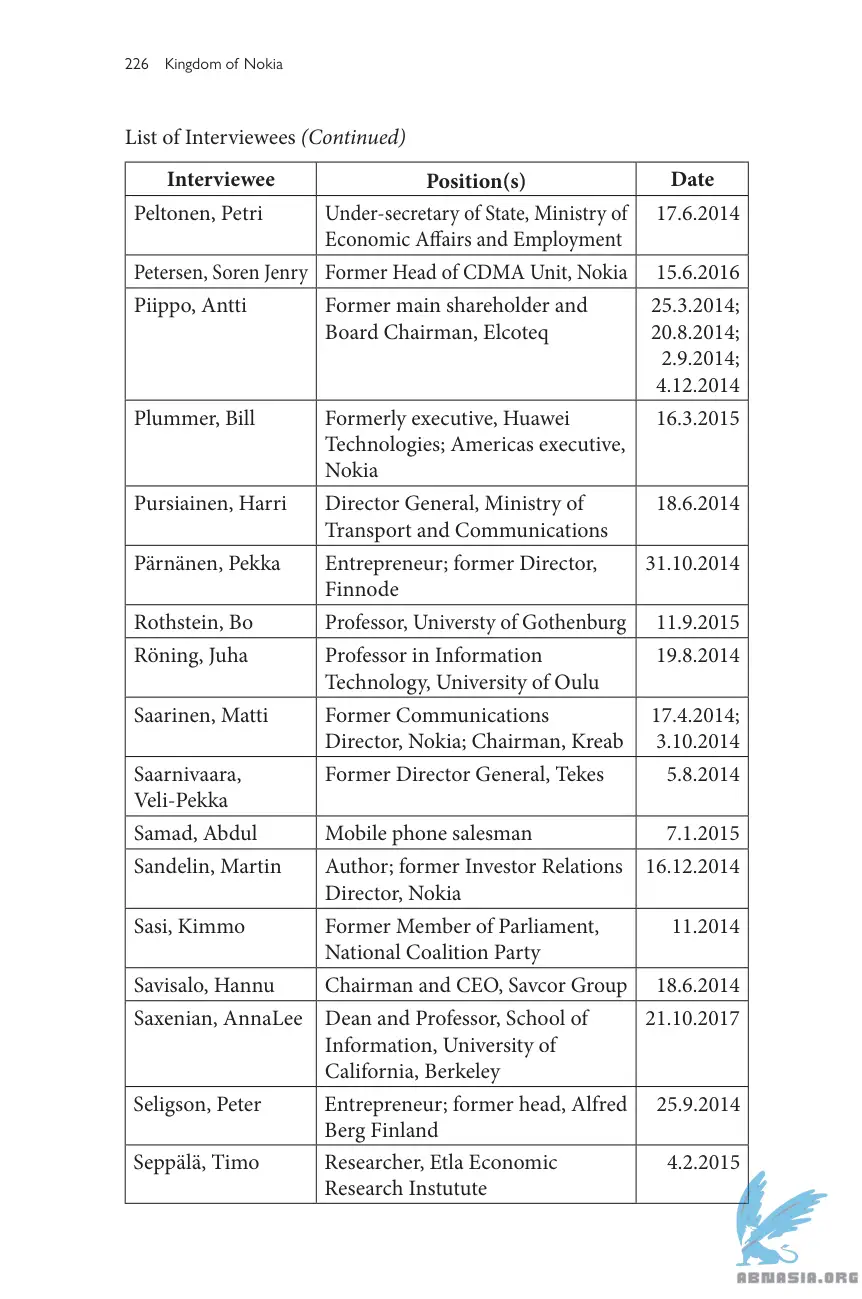 226 Kingdom of Nokia
List of Interviewees (Continued)
Interviewee Position(s) Date
Peltonen, Petri Under-secretary of State, Ministry of 17.6.2014
Economic Affairs and Employment
Petersen, Soren Jenry Former Head of CDMA Unit, Nokia 15.6.2016
Piippo, Antti Former main shareholder and 25.3.2014;
Board Chairman, Elcoteq 20.8.2014;
2.9.2014;
4.12.2014
Plummer, Bill Formerly executive, Huawei 16.3.2015
Technologies; Americas executive,
Nokia
Pursiainen, Harri Director General, Ministry of 18.6.2014
Transport and Communications
Pärnänen, Pekka Entrepreneur; former Director, 31.10.2014
Finnode
Rothstein, Bo Professor, Universty of Gothenburg 11.9.2015
Röning, Juha Professor in Information 19.8.2014
Technology, University of Oulu
Saarinen, Matti Former Communications 17.4.2014;
Director, Nokia; Chairman, Kreab 3.10.2014
Saarnivaara, Former Director General, Tekes 5.8.2014
Veli-Pekka
Samad, Abdul Mobile phone salesman 7.1.2015
Sandelin, Martin Author; former Investor Relations 16.12.2014
Director, Nokia
Sasi, Kimmo Former Member of Parliament, 11.2014
National Coalition Party
Savisalo, Hannu Chairman and CEO, Savcor Group 18.6.2014
Saxenian, AnnaLee Dean and Professor, School of 21.10.2017
Information, University of
California, Berkeley
Seligson, Peter Entrepreneur; former head, Alfred 25.9.2014
Berg Finland
Seppälä, Timo Researcher, Etla Economic 4.2.2015
Research Instutute
ABNASIA.ORG